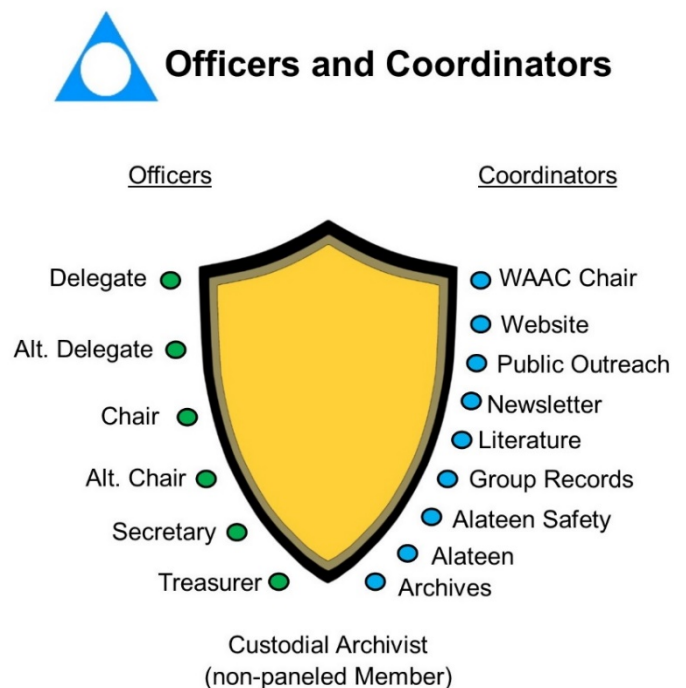 Officers and Coordinators
Officers
Delegate
Alt. Delegate
Chair
Alt. Chair
Secretary
Treasurer
Coordinators
WAAC Chair
Website
Public Outreach
Newsletter
Literature
Group Records
Alateen Safety
Alateen
Archives
Custodial Archivist
(non-paneled Member)